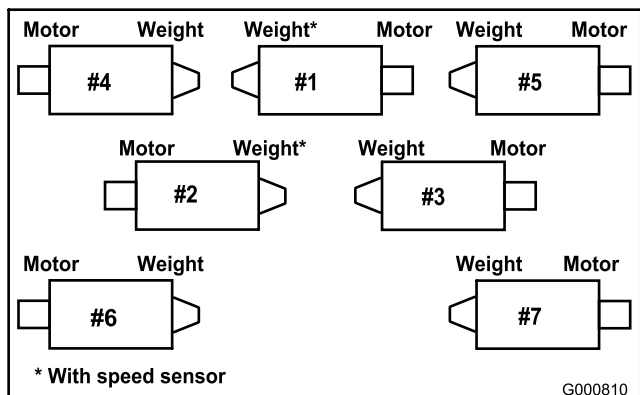 Motor Weight Weight* Motor Weight Motor
#4 #1 #5
Motor Weight* Weight Motor
#2 #3
Motor Weight Weight Motor
#6 #7
* With speed sensor
G000810